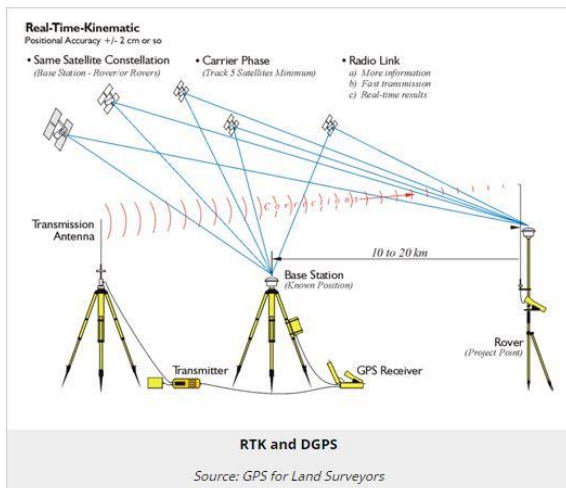 Real-Time-Kinematic
Positional Accuracy +/- 2 cm or so
• Same Satellite Constellation
(Base Station - Rover/or Rovers)
• Carrier Phase
(Track 5 Satellites Minimum)
• Radio Link
a) More information
b) Fast transmission
c) Real-time results
Corrections
Transmission
Antenna
10 to 20 km
Base Station
(Known Position)
Transmitter
GPS Receiver
Rover
(Project Point)
RTK and DGPS
Source: GPS for Land Surveyors